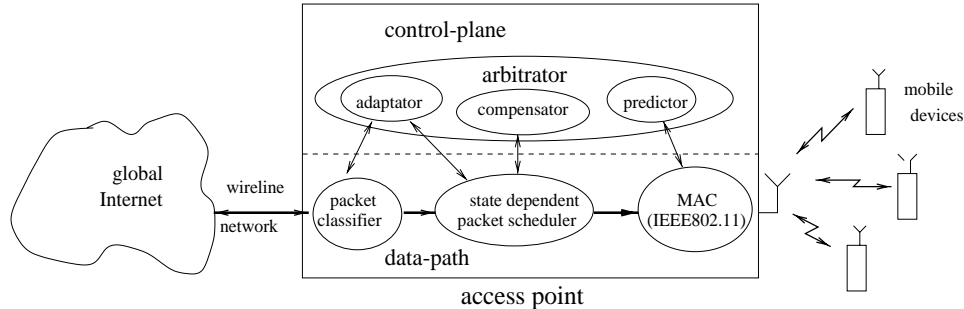 control-plane
arbitrator
adaptator
compensator
predictor
mobile
devices
global
Internet
wireline
network
packet
classifier
state dependent
packet scheduler
MAC
(IEEE802.11)
data-path
access point